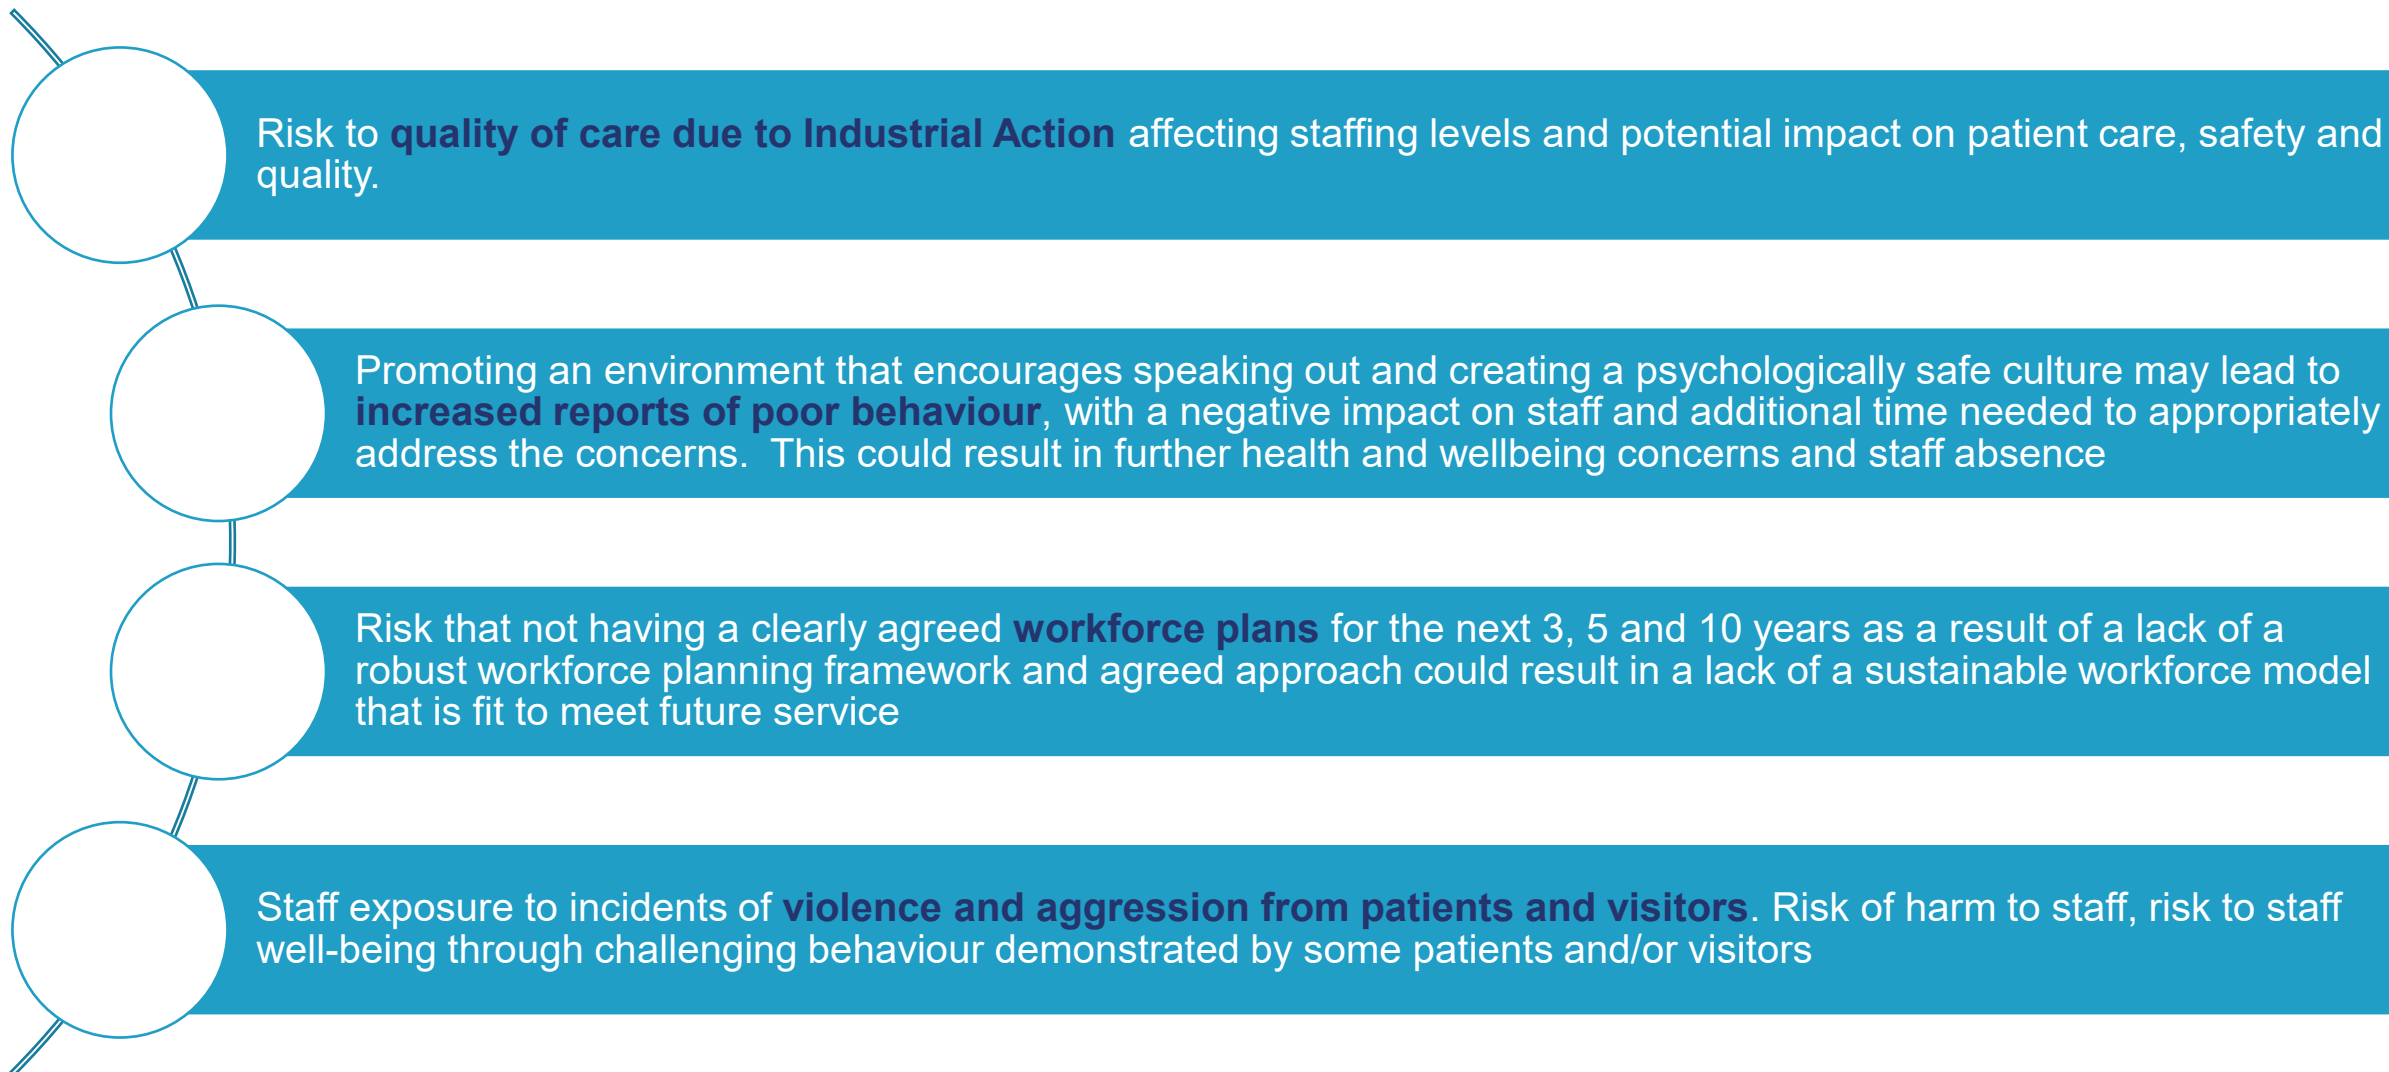 Risk to quality of care due to Industrial Action affecting staffing levels and potential impact on patient care, safety and
quality.
Promoting an environment that encourages speaking out and creating a psychologically safe culture may lead to
increased reports of poor behaviour, with a negative impact on staff and additional time needed to appropriately
address the concerns.  This could result in further health and wellbeing concerns and staff absence
Risk that not having a clearly agreed workforce plans for the next 3, 5 and 10 years as a result of a lack of a
robust workforce planning framework and agreed approach could result in a lack of a sustainable workforce model
that is fit to meet future service
Staff exposure to incidents of violence and aggression from patients and visitors. Risk of harm to staff, risk to staff
well-being through challenging behaviour demonstrated by some patients and/or visitors